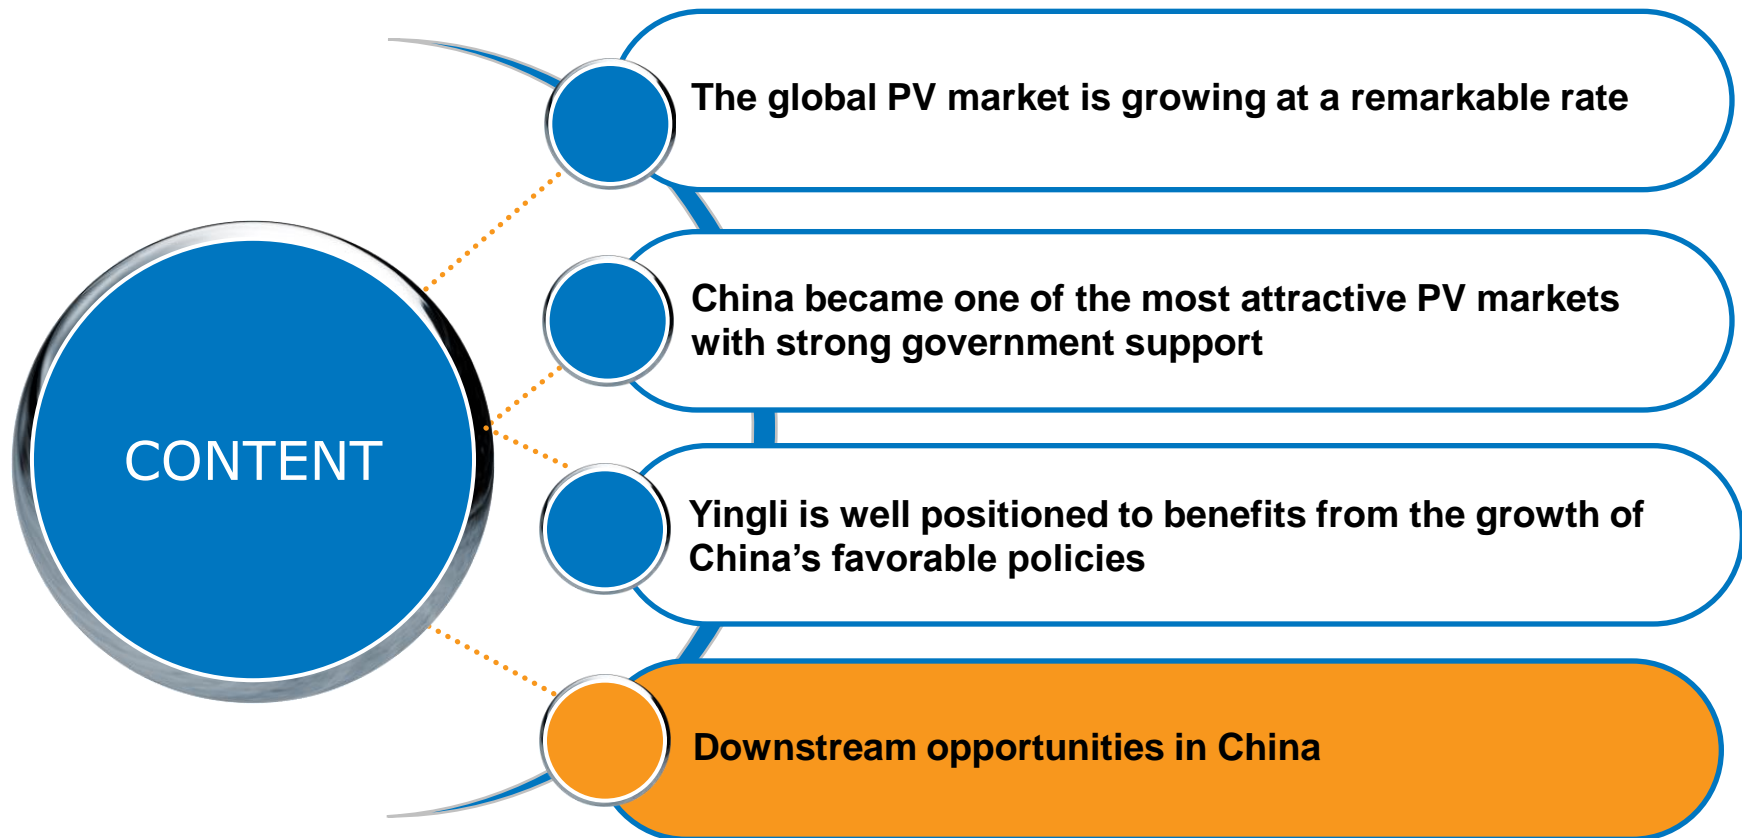 The global PV market is growing at a remarkable rate
China became one of the most attractive PV markets
with strong government support
CONTENT
Yingli is well positioned to benefits from the growth of
China’s favorable policies
Downstream opportunities in China